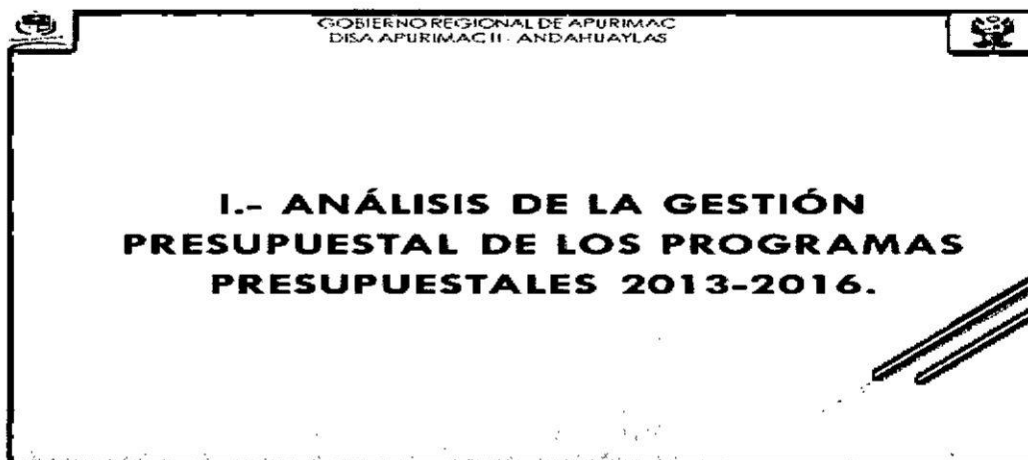 GOBIERNO REGIONAL DE APURIMAC
DISA APURIMAC II - ANDAHUAYLAS
I.- ANÁLISIS DE LA GESTIÓN
PRESUPUESTAL DE LOS PROGRAMAS
PRESUPUESTALES 2013-2016.